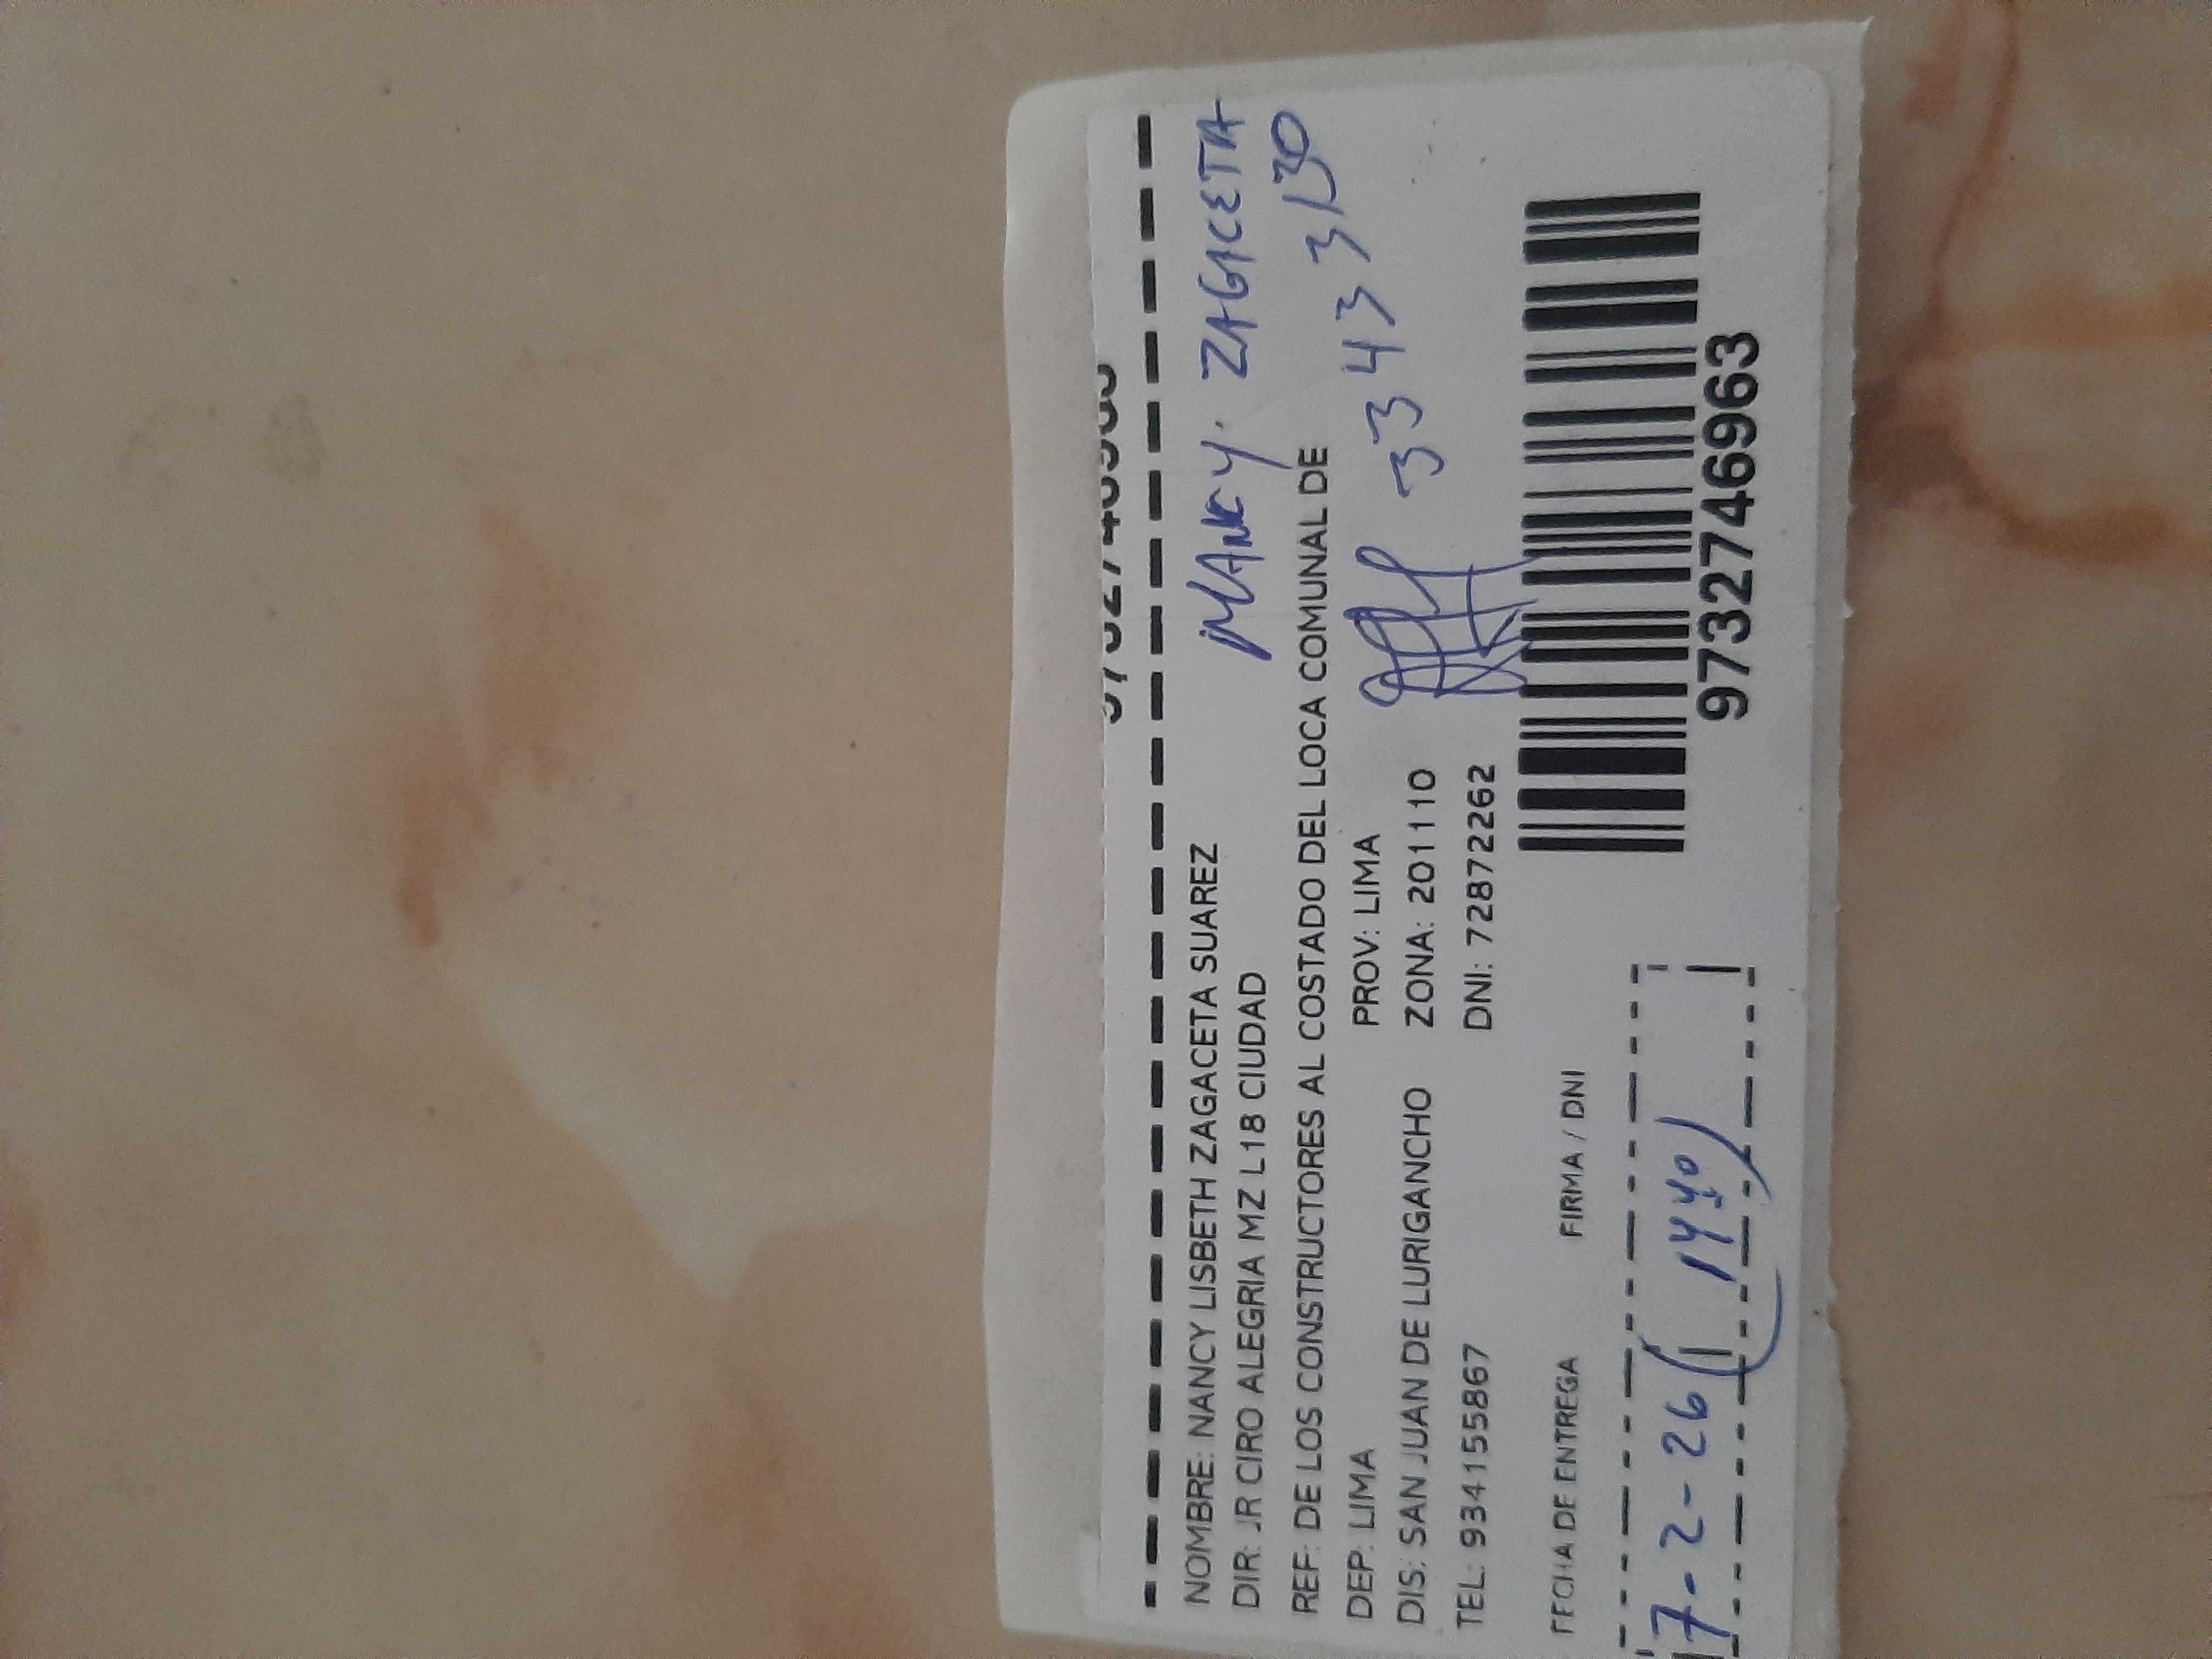 NANCY. ZAGACETA
NOMBRE: NANCY LISBETH ZAGACETA SUAREZ
DIR: JR CIRO ALEGRIA MZ L18 CIUDAD
REF: DE LOS CONSTRUCTORES AL COSTADO DEL LOCA COMUNAL DE
DEP: LIMA PROV: LIMA
DIS: SAN JUAN DE LURIGANCHO ZONA: 201110
TEL: 934155867 DNI: 72872262
FECHA DE ENTREGA FIRMA / DNI
7-2-26 (1440)
9732746963